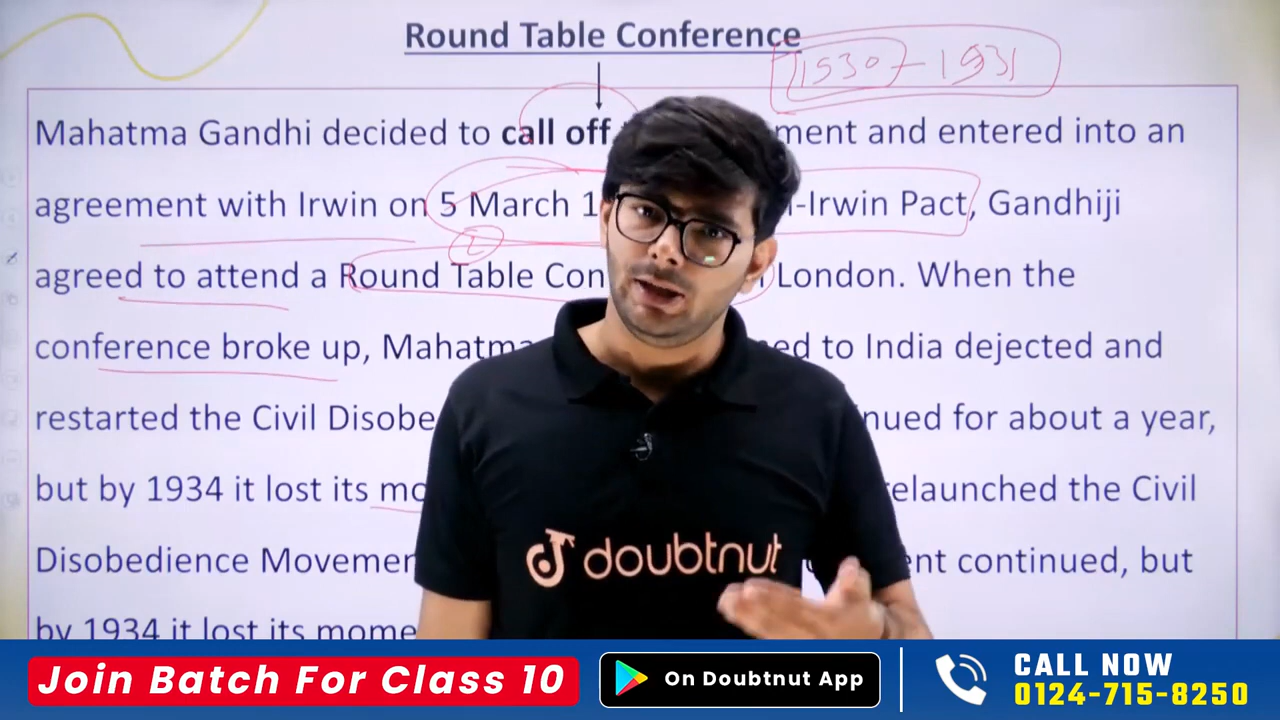 Round Table Conference
1930 - 1931
Mahatma Gandhi decided to call off ment and entered into an
agreement with Irwin on 5 March 1 -Irwin Pact, Gandhiji
agreed to attend a Round Table Con London. When the
conference broke up, Mahatma ed to India dejected and
restarted the Civil Disobe nued for about a year,
but by 1934 it lost its mo elaunched the Civil
Disobedience Movemen ent continued, but
by 1934 it lost its mome
2
doubtnut
Join Batch For Class 10
On Doubtnut App
CALL NOW
0124-715-8250